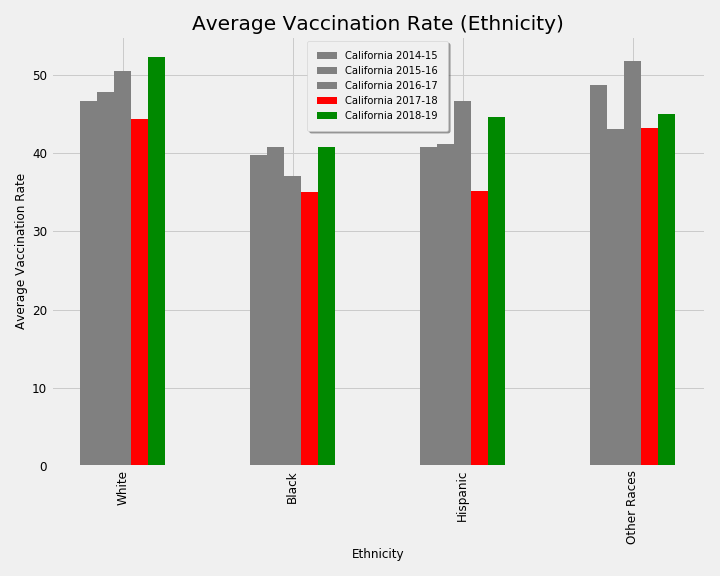 Average Vaccination Rate (Ethnicity)
California 2014-15
California 2015-16
California 2016-17
California 2017-18
California 2018-19
Average Vaccination Rate
50
40
30
20
10
0
White
Black
Hispanic
Other Races
Ethnicity